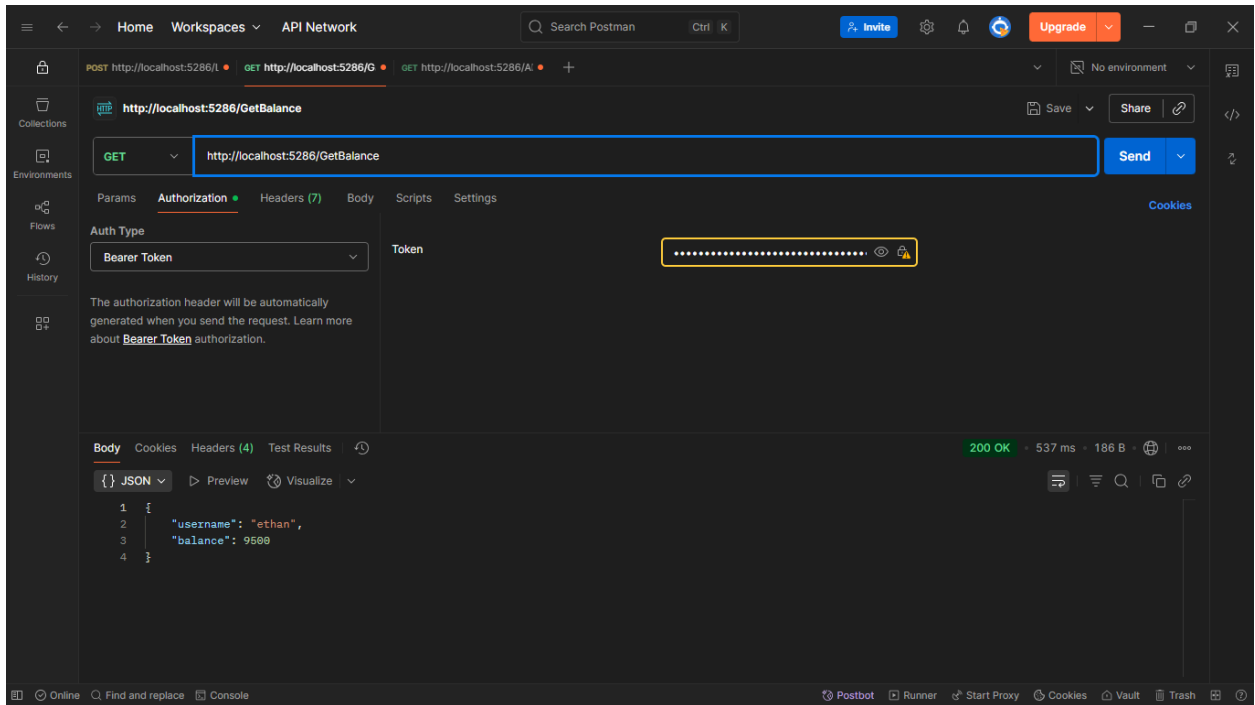 Home Workspaces API Network Search Postman Ctrl K Invite Upgrade
POST http://localhost:5286/L GET http://localhost:5286/G GET http://localhost:5286/A No environment
HTTP http://localhost:5286/GetBalance Save Share
Collections
GET http://localhost:5286/GetBalance Send
Environments
Params Authorization Headers (7) Body Scripts Settings Cookies
Flows
Auth Type
Bearer Token
Token
History
The authorization header will be automatically
generated when you send the request. Learn more
about Bearer Token authorization.
Body Cookies Headers (4) Test Results 200 OK 537 ms 186 B
{} JSON Preview Visualize
1 {
2 "username": "ethan",
3 "balance": 9500
4 }
Online Find and replace Console Postbot Runner Start Proxy Cookies Vault Trash